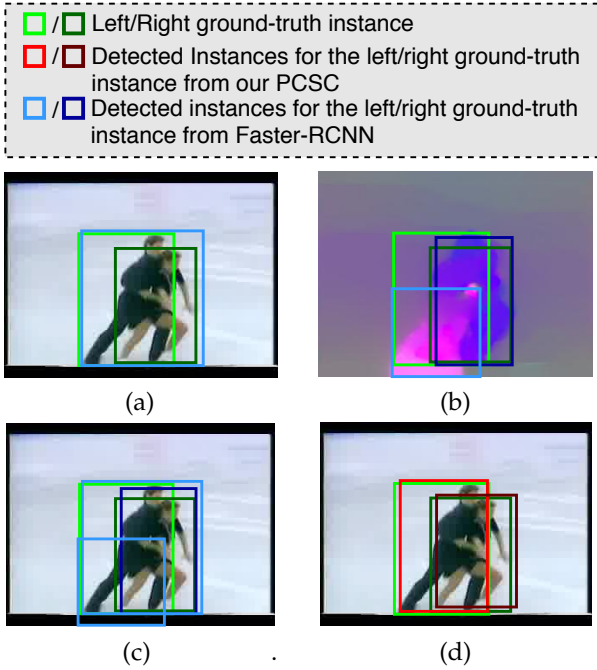 / Left/Right ground-truth instance
/ Detected Instances for the left/right ground-truth
instance from our PCSC
/ Detected instances for the left/right ground-truth
instance from Faster-RCNN
(a)
(b)
(c) .
(d)